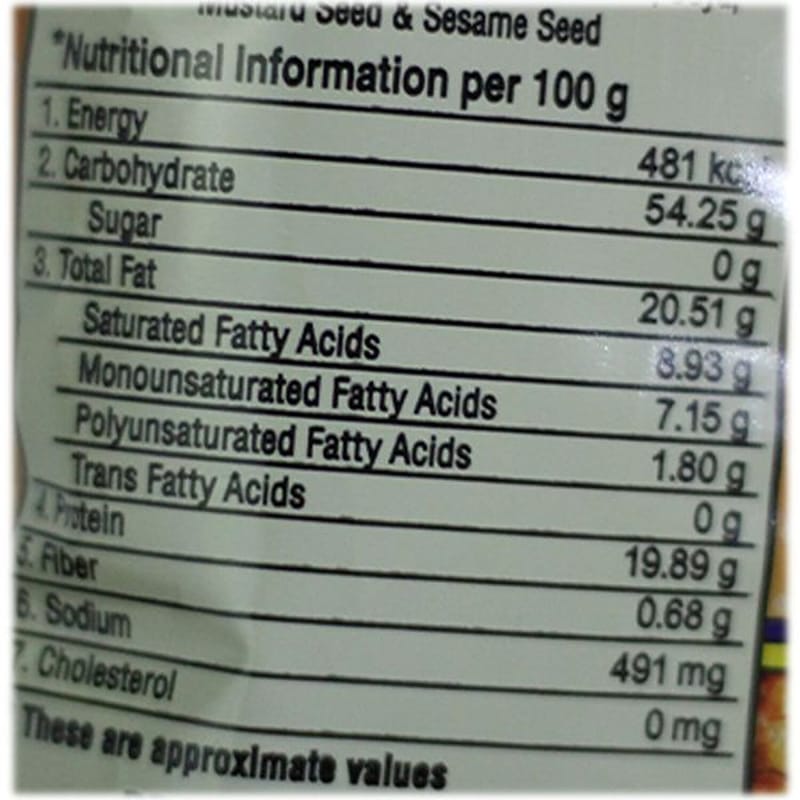 Mustard Seed & Sesame Seed
*Nutritional Information per 100 g
1. Energy 481
2. Carbohydrate 54.25 g
Sugar 0 g
3. Total Fat 20.51 g
Saturated Fatty Acids 8.93 g
Monounsaturated Fatty Acids 7.15 g
Polyunsaturated Fatty Acids 1.80 g
Trans Fatty Acids 0 g
4. Protein 19.89 g
5. Fiber 0.68 g
6. Sodium 491 mg
7. Cholesterol 0 mg
These are approximate values